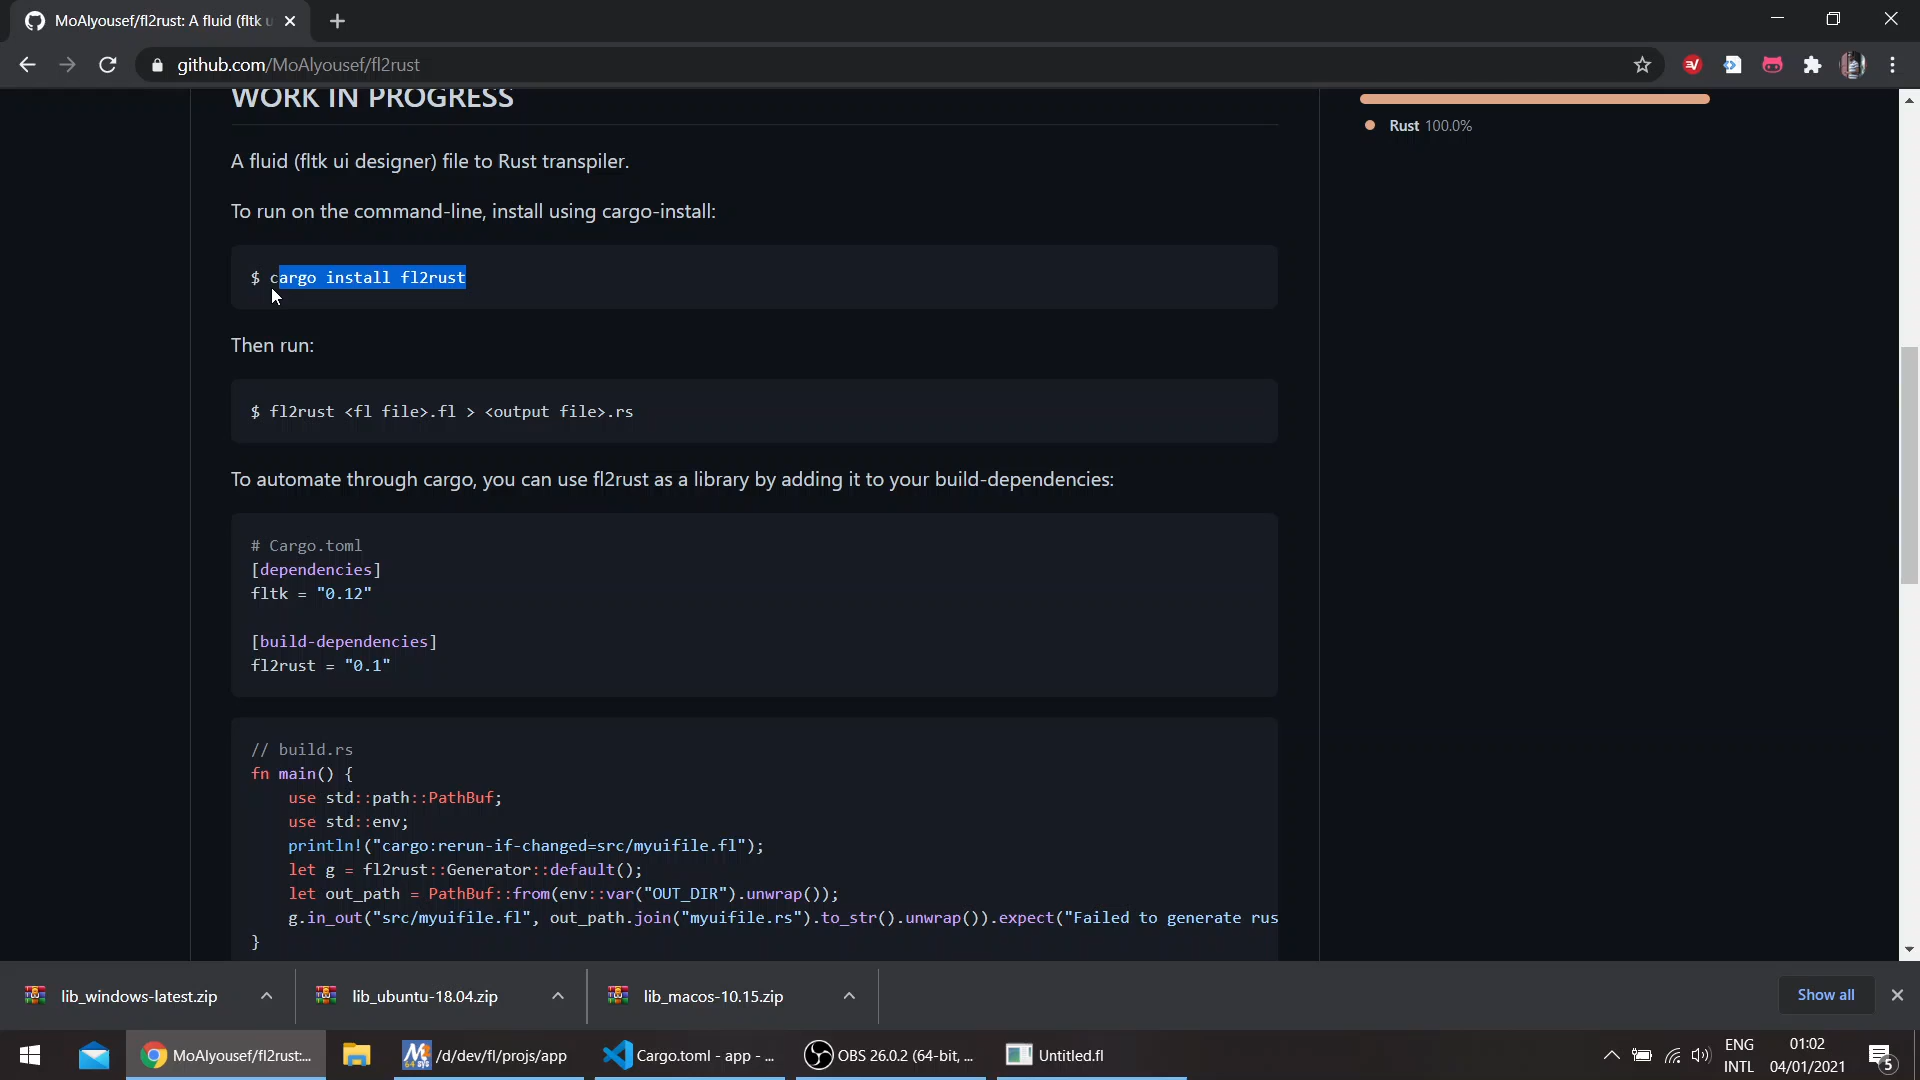 MoAlyousef/fl2rust: A fluid (fltk u
github.com/MoAlyousef/fl2rust
WORK IN PROGRESS
Rust 100.0%
A fluid (fltk ui designer) file to Rust transpiler.
To run on the command-line, install using cargo-install:
$ cargo install fl2rust
Then run:
$ fl2rust <fl file>.fl > <output file>.rs
To automate through cargo, you can use fl2rust as a library by adding it to your build-dependencies:
# Cargo.toml
[dependencies]
fltk = "0.12"
[build-dependencies]
fl2rust = "0.1"
// build.rs
fn main() {
    use std::path::PathBuf;
    use std::env;
    println!("cargo:rerun-if-changed=src/myuifile.fl");
    let g = fl2rust::Generator::default();
    let out_path = PathBuf::from(env::var("OUT_DIR").unwrap());
    g.in_out("src/myuifile.fl", out_path.join("myuifile.rs").to_str().unwrap()).expect("Failed to generate rus
}
lib_windows-latest.zip
lib_ubuntu-18.04.zip
lib_macos-10.15.zip
Show all
MoAlyousef/fl2rust:...
/d/dev/fl/projs/app
Cargo.toml - app - ...
OBS 26.0.2 (64-bit, ...
Untitled.fl
ENG
INTL
01:02
04/01/2021
5